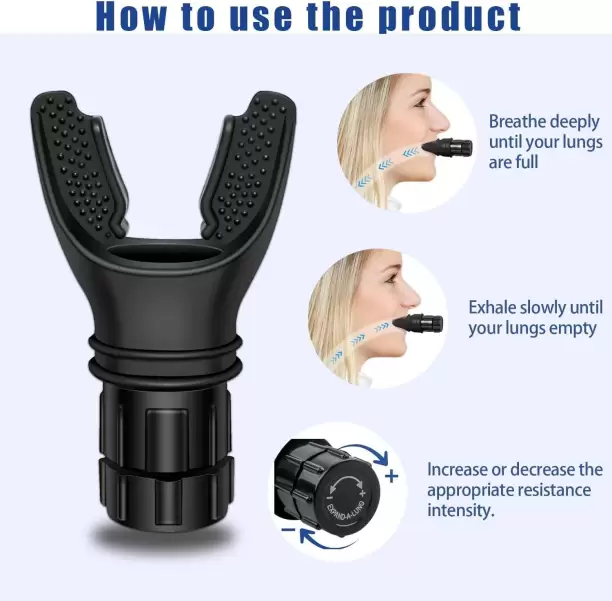 How to use the product
Breathe deeply
until your lungs
are full
Exhale slowly until
your lungs empty
+
- +
EXPAND-A-LUNG
-
Increase or decrease the
appropriate resistance
intensity.